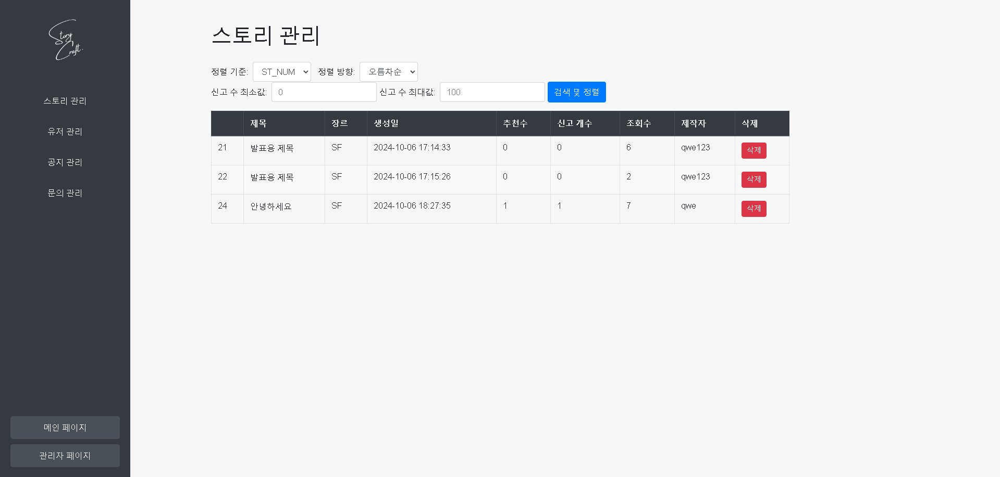 Story
Craft.
스토리 관리
유저 관리
공지 관리
문의 관리
메인 페이지
관리자 페이지
스토리 관리
정렬 기준: ST_NUM 정렬 방향: 오름차순
신고 수 최소값: 0 신고 수 최대값: 100 검색 및 정렬
제목 장르 생성일 추천수 신고 개수 조회수 제작자 삭제
21 발표용 제목 SF 2024-10-06 17:14:33 0 0 6 qwe123 삭제
22 발표용 제목 SF 2024-10-06 17:15:26 0 0 2 qwe123 삭제
24 안녕하세요 SF 2024-10-06 18:27:35 1 1 7 qwe 삭제